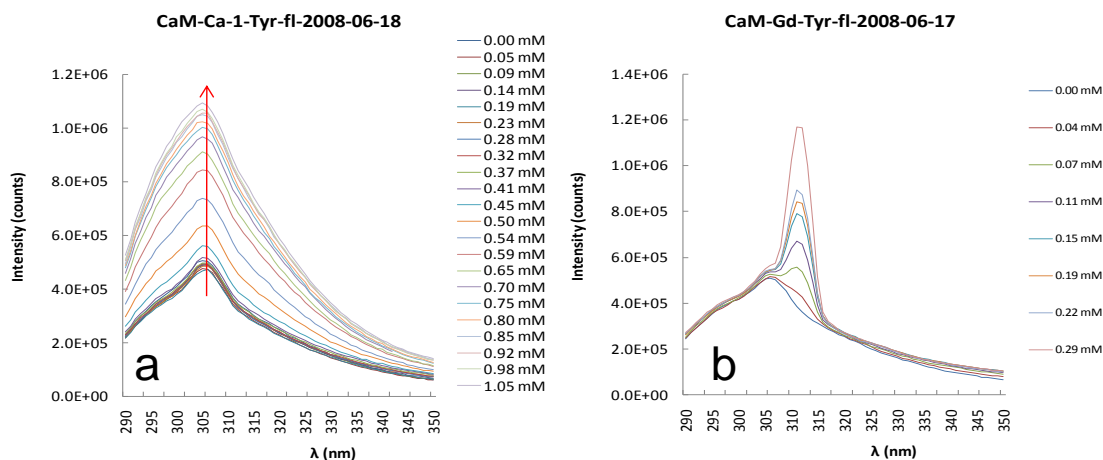 CaM-Ca-1-Tyr-fl-2008-06-18
Intensity (counts)
1.2E+06
1.0E+06
8.0E+05
6.0E+05
4.0E+05
2.0E+05
0.0E+00
a
290 295 300 305 310 315 320 325 330 335 340 345 350
λ (nm)
0.00 mM
0.05 mM
0.09 mM
0.14 mM
0.19 mM
0.23 mM
0.28 mM
0.32 mM
0.37 mM
0.41 mM
0.45 mM
0.50 mM
0.54 mM
0.59 mM
0.65 mM
0.70 mM
0.75 mM
0.80 mM
0.85 mM
0.92 mM
0.98 mM
1.05 mM
CaM-Gd-Tyr-fl-2008-06-17
Intensity (counts)
1.4E+06
1.2E+06
1.0E+06
8.0E+05
6.0E+05
4.0E+05
2.0E+05
0.0E+00
b
290 295 300 305 310 315 320 325 330 335 340 345 350
λ (nm)
0.00 mM
0.04 mM
0.07 mM
0.11 mM
0.15 mM
0.19 mM
0.22 mM
0.29 mM